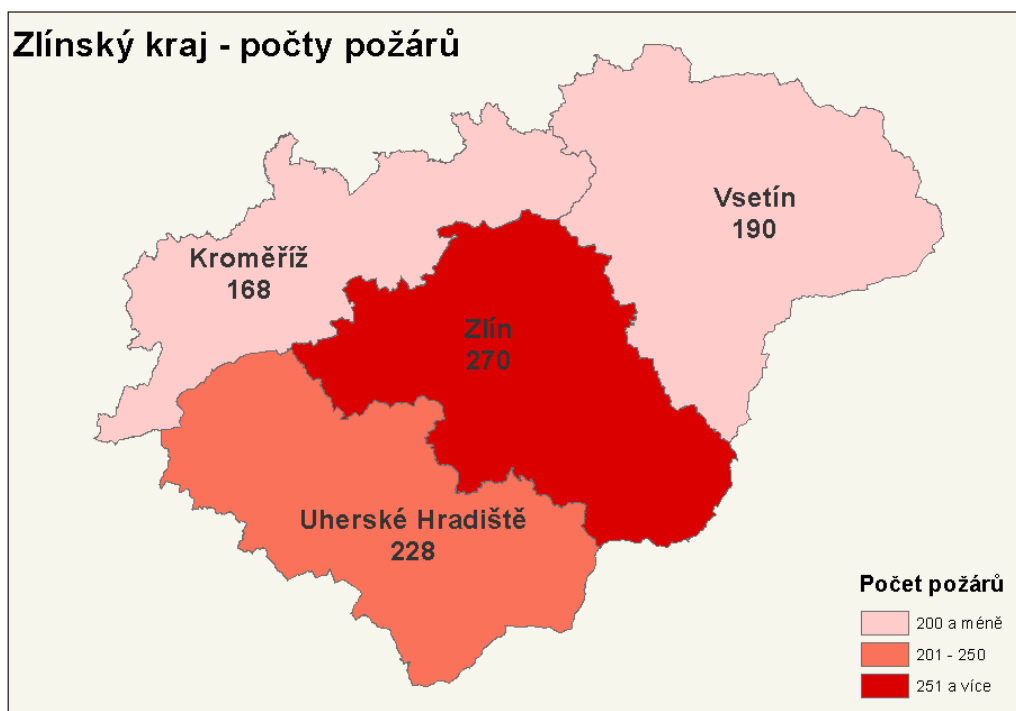 Zlínský kraj - počty požárů
Vsetín
190
Kroměříž
168
Zlín
270
Uherské Hradiště
228
Počet požárů
200 a méně
201 - 250
251 a více